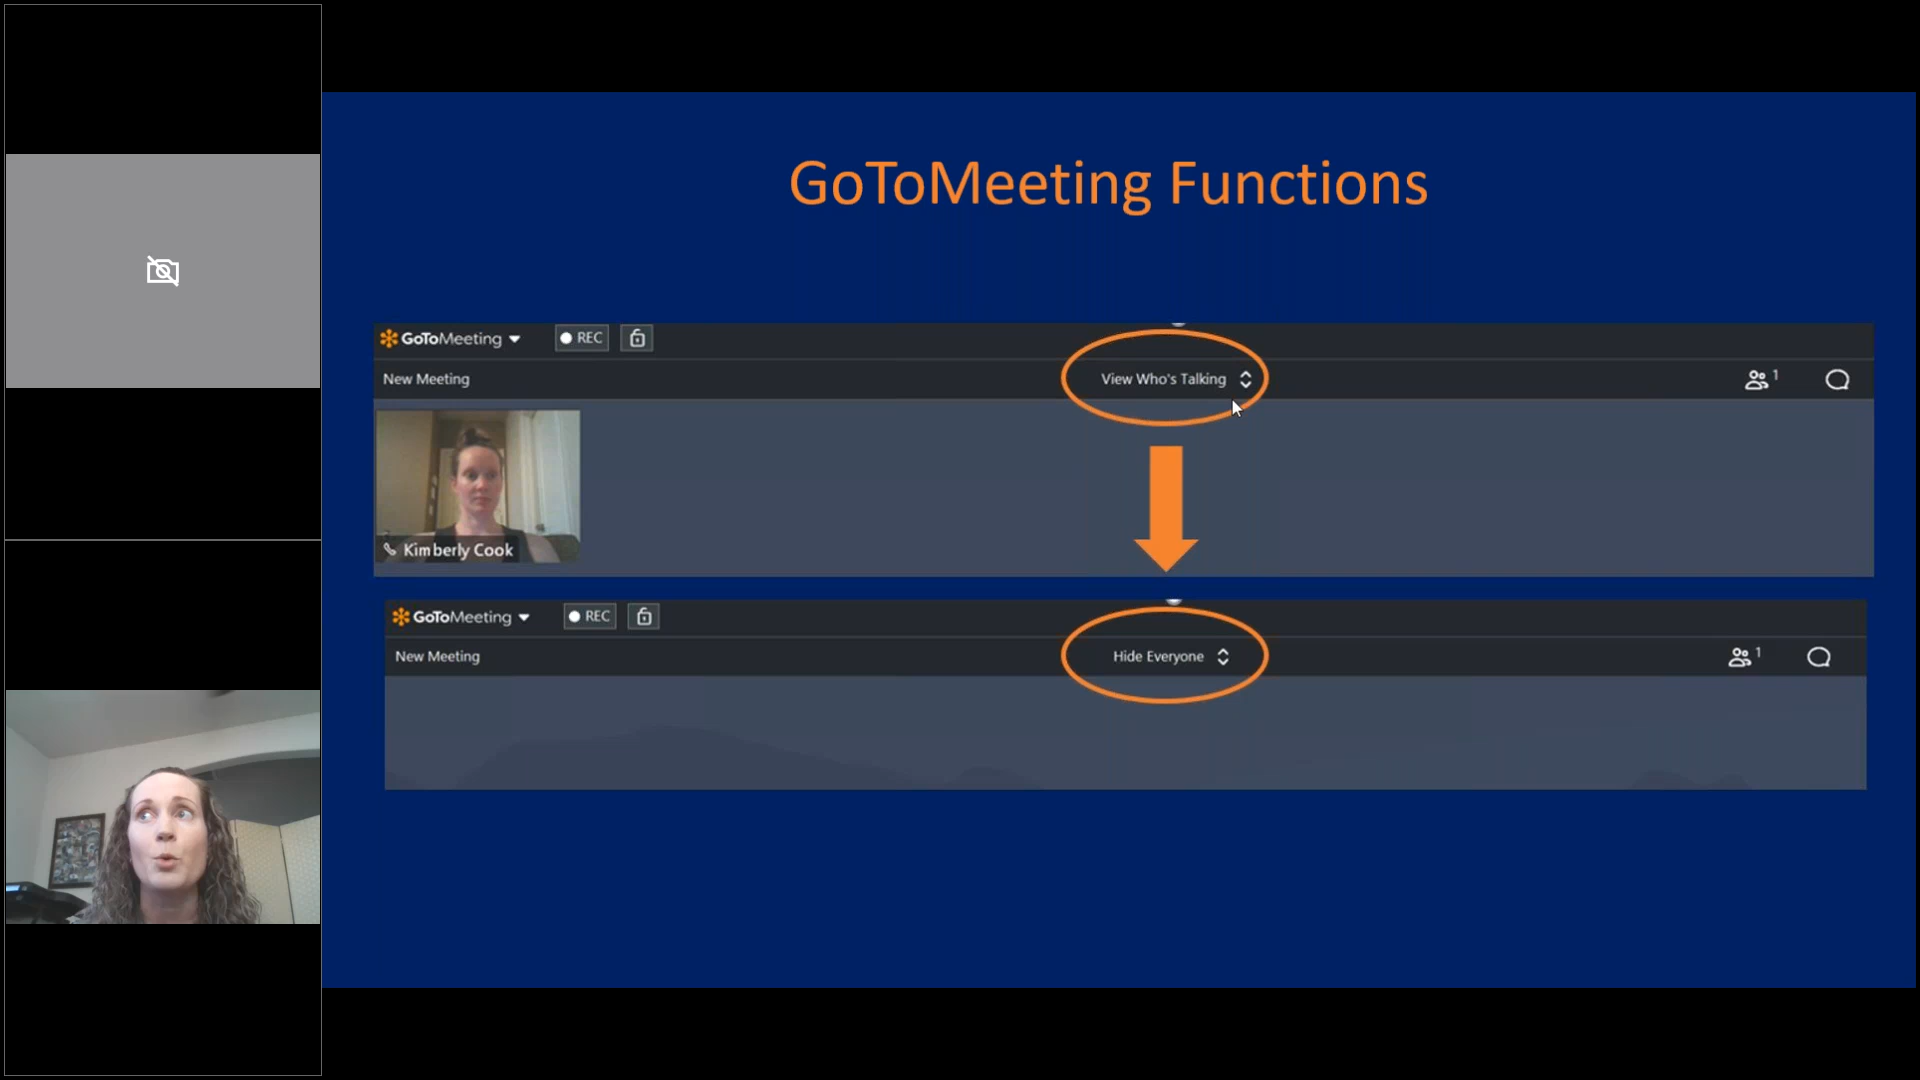 GoToMeeting Functions
GoToMeeting REC
New Meeting View Who's Talking 1
Kimberly Cook
GoToMeeting REC
New Meeting Hide Everyone 1